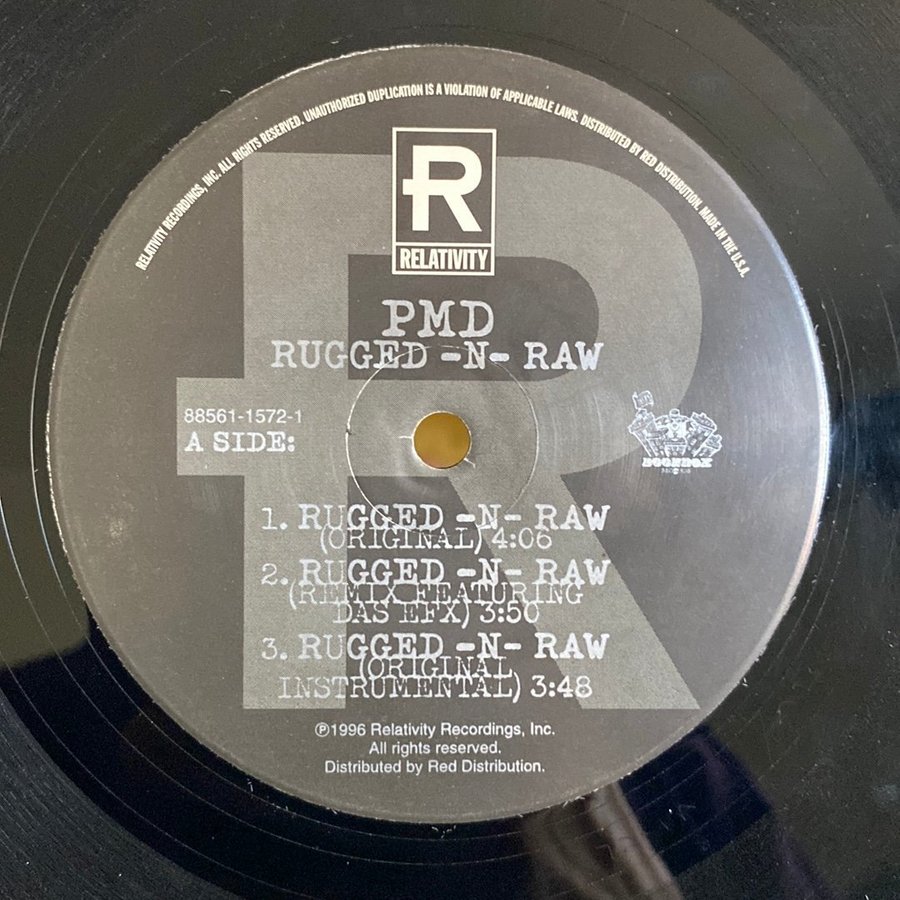 RELATIVITY RECORDINGS, INC. ALL RIGHTS RESERVED. UNAUTHORIZED DUPLICATION IS A VIOLATION OF APPLICABLE LAWS. DISTRIBUTED BY RED DISTRIBUTION. MADE IN THE U.S.A.
R
RELATIVITY
PMD
RUGGED -N- RAW
88561-1572-1
A SIDE:
BOONDOX
1. RUGGED -N- RAW
(ORIGINAL) 4:06
2. RUGGED -N- RAW
(REMIX FEATURING
DAS EFX) 3:50
3. RUGGED -N- RAW
(ORIGINAL
INSTRUMENTAL) 3:48
℗1996 Relativity Recordings, Inc.
All rights reserved.
Distributed by Red Distribution.